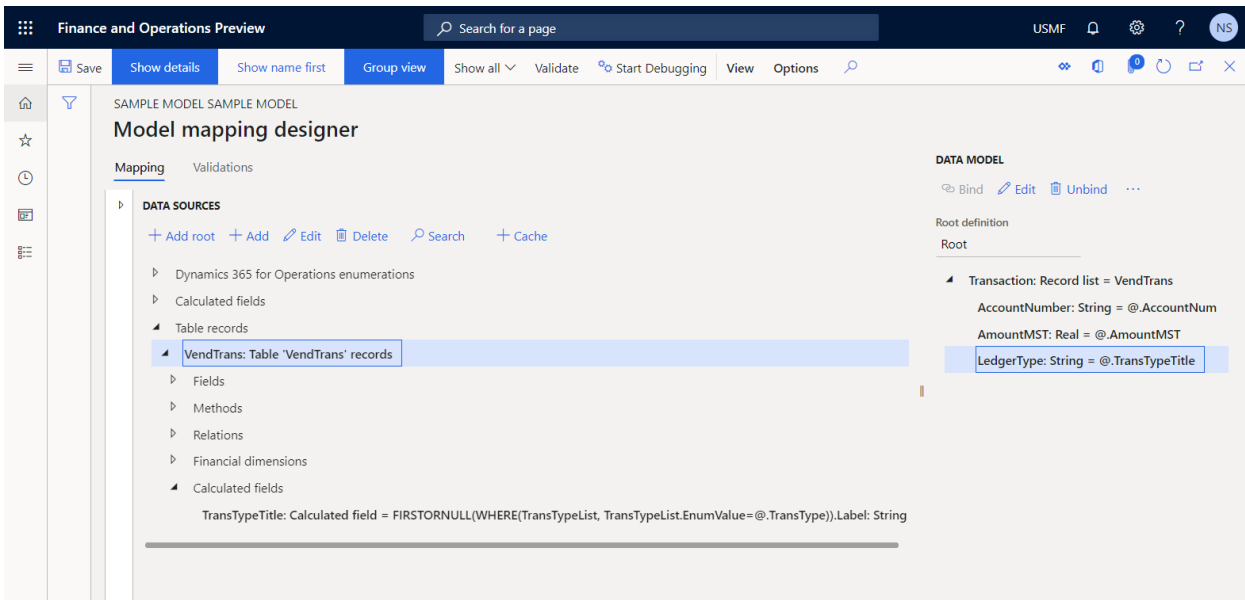 Finance and Operations Preview
Search for a page
USMF
?
NS
Save
Show details
Show name first
Group view
Show all
Validate
Start Debugging
View
Options
0
SAMPLE MODEL SAMPLE MODEL
Model mapping designer
Mapping
Validations
DATA SOURCES
Add root
Add
Edit
Delete
Search
Cache
Dynamics 365 for Operations enumerations
Calculated fields
Table records
VendTrans: Table 'VendTrans' records
Fields
Methods
Relations
Financial dimensions
Calculated fields
TransTypeTitle: Calculated field = FIRSTORNULL(WHERE(TransTypeList, TransTypeList.EnumValue=@.TransType)).Label: String
DATA MODEL
Bind
Edit
Unbind
Root definition
Root
Transaction: Record list = VendTrans
AccountNumber: String = @.AccountNum
AmountMST: Real = @.AmountMST
LedgerType: String = @.TransTypeTitle